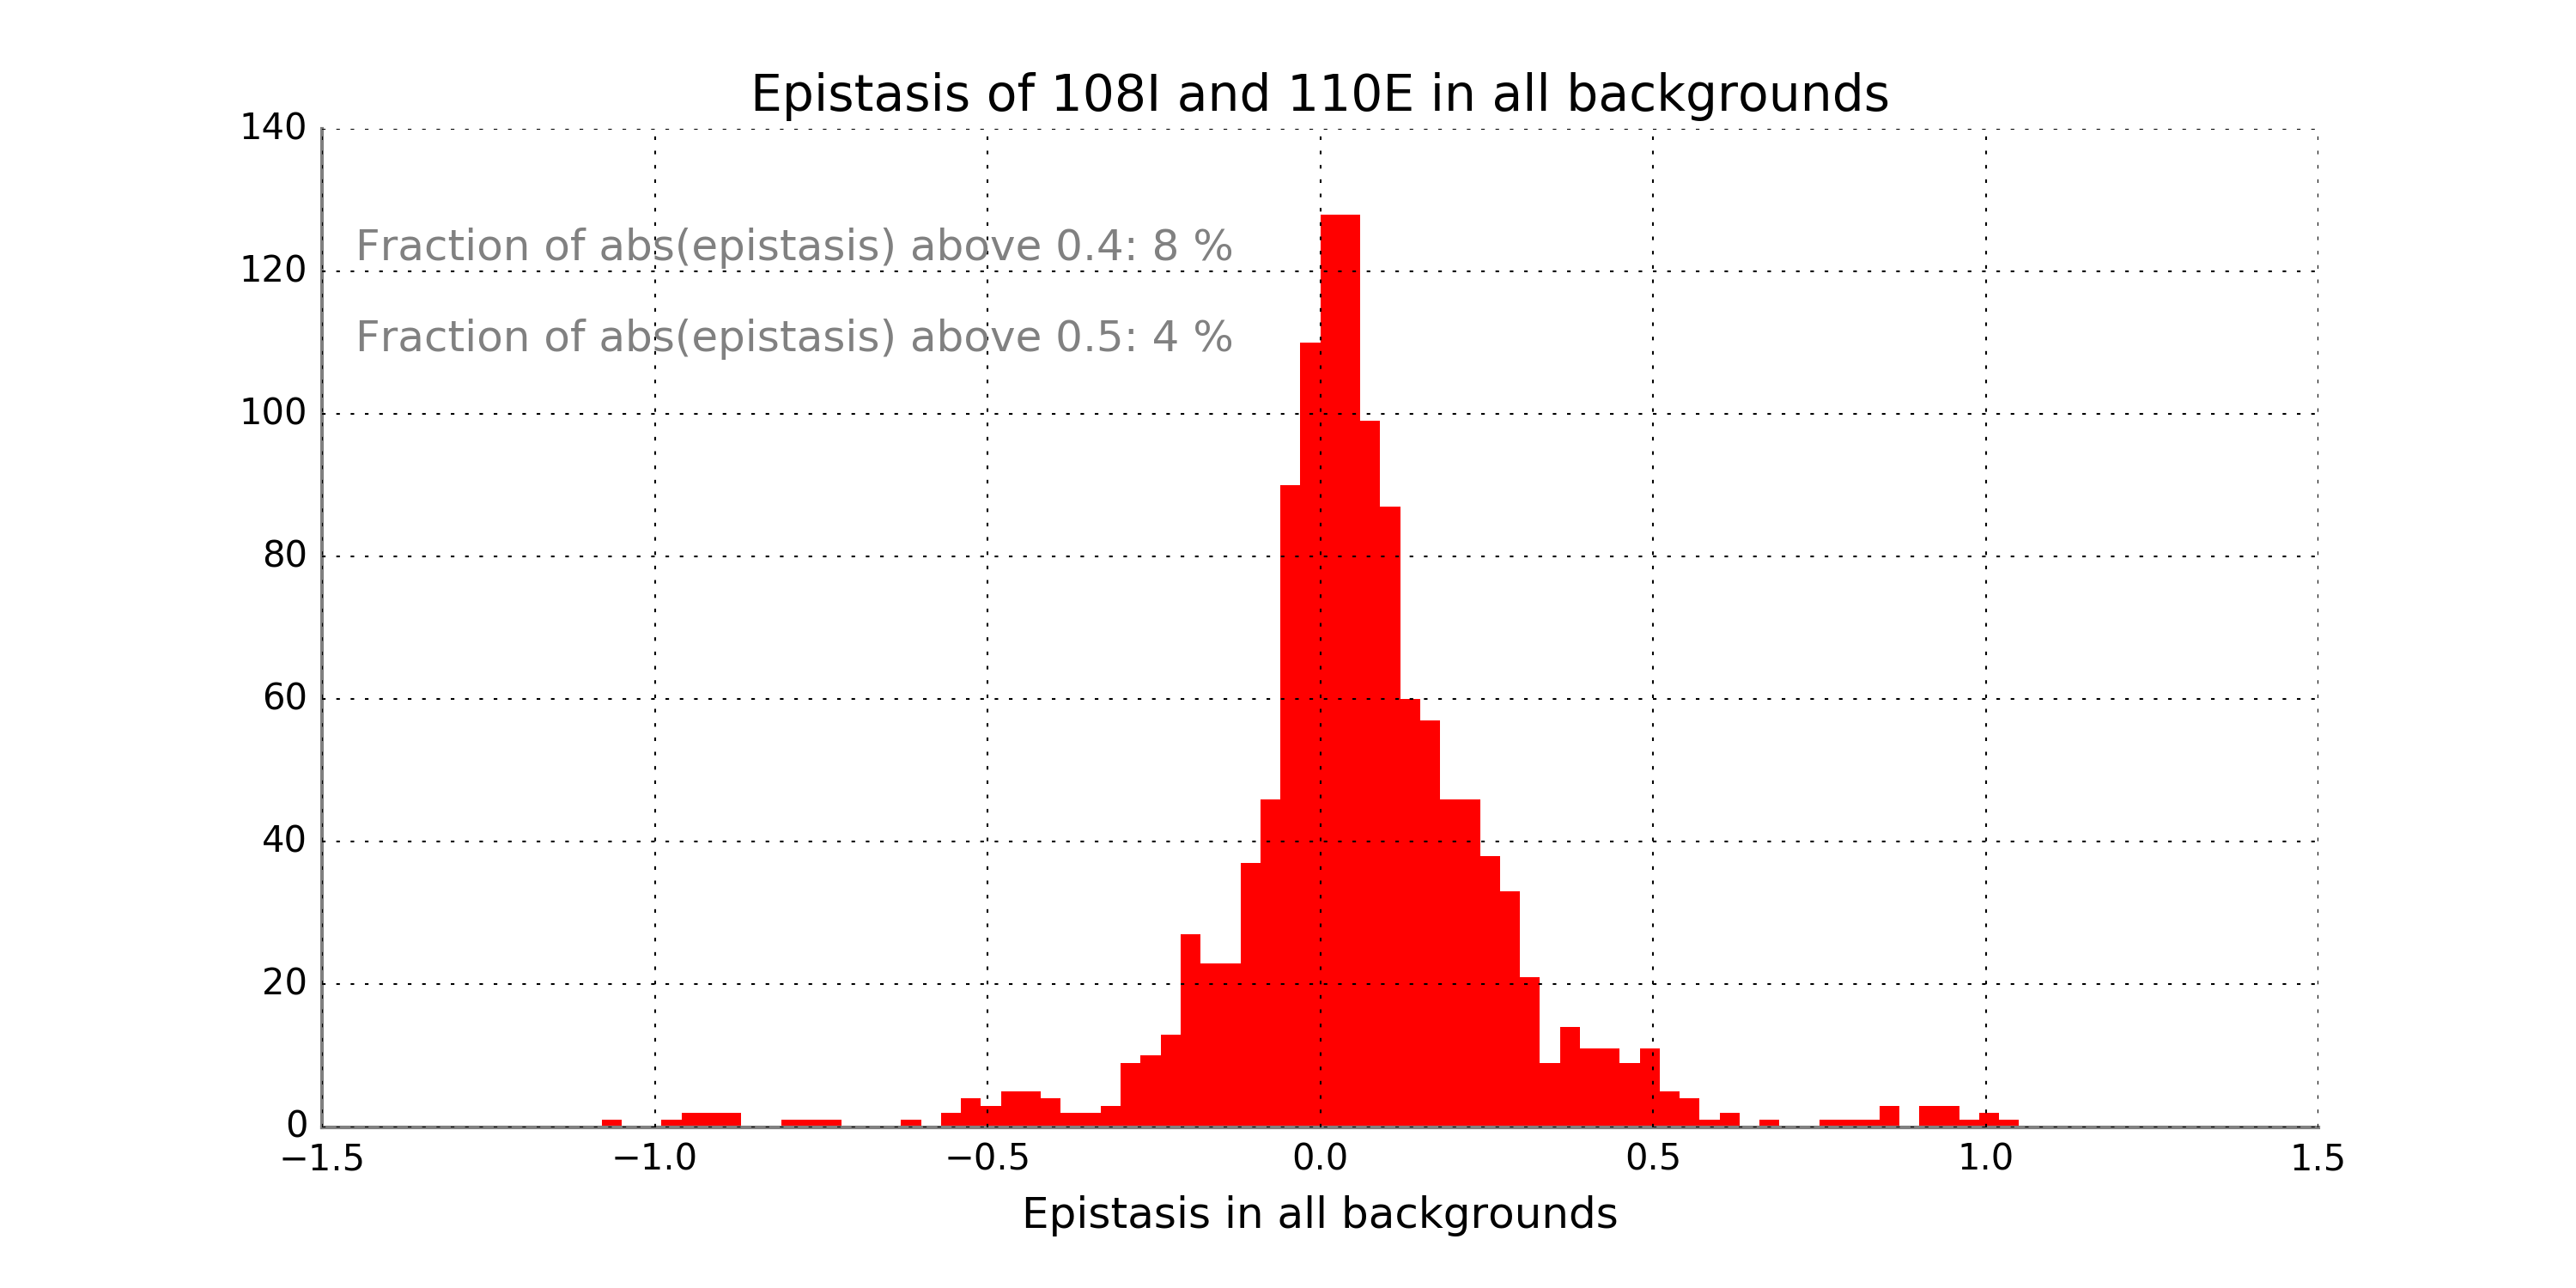 Epistasis of 108I and 110E in all backgrounds
140
120
100
80
60
40
20
0
Fraction of abs(epistasis) above 0.4: 8 %
Fraction of abs(epistasis) above 0.5: 4 %
−1.5 −1.0 −0.5 0.0 0.5 1.0 1.5
Epistasis in all backgrounds